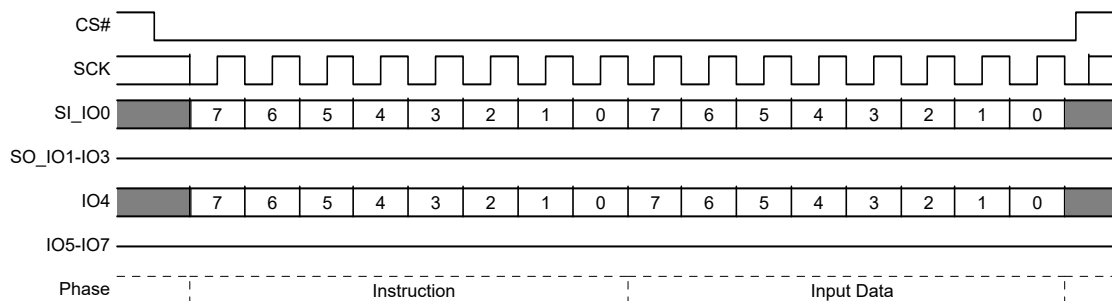 CS#
SCK
SI_IO0 7 6 5 4 3 2 1 0 7 6 5 4 3 2 1 0
SO_IO1-IO3
IO4 7 6 5 4 3 2 1 0 7 6 5 4 3 2 1 0
IO5-IO7
Phase Instruction Input Data